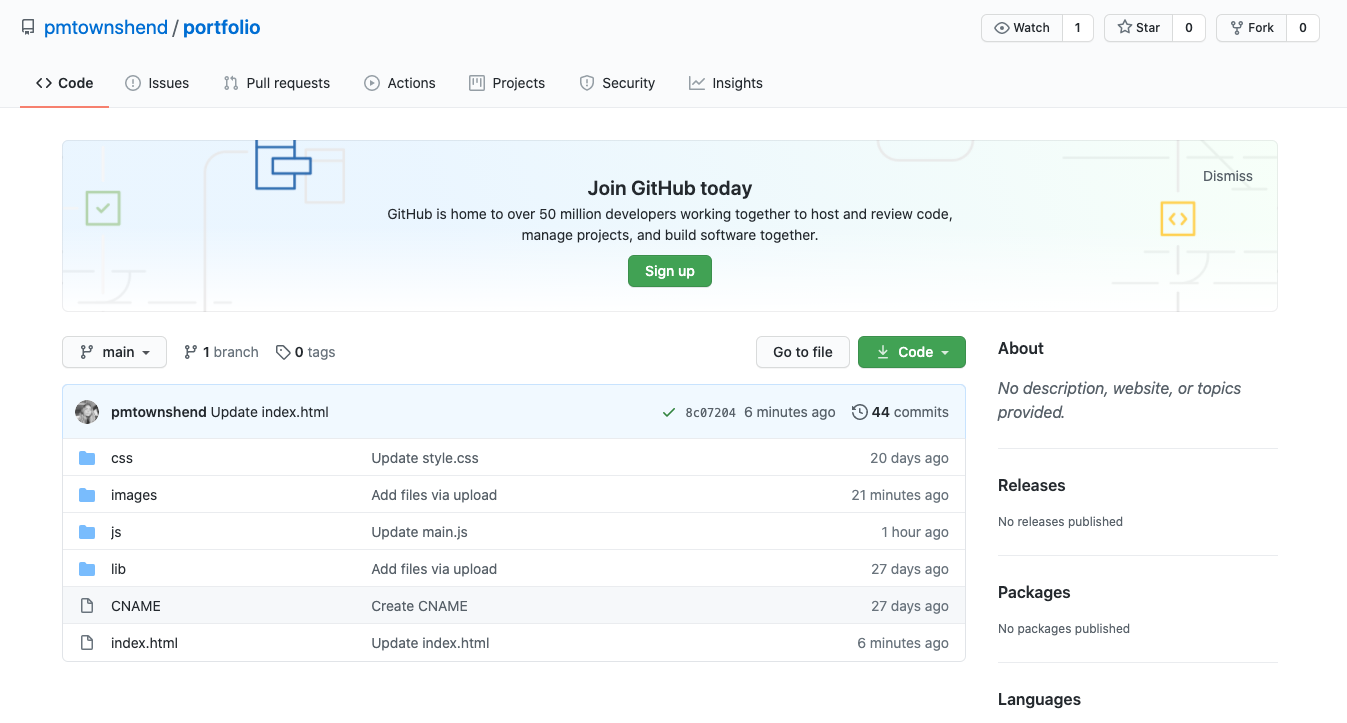 pmtownshend / portfolio
Watch 1 Star 0 Fork 0
Code Issues Pull requests Actions Projects Security Insights
Dismiss
Join GitHub today
GitHub is home to over 50 million developers working together to host and review code,
manage projects, and build software together.
Sign up
main 1 branch 0 tags Go to file Code
pmtownshend Update index.html 8c07204 6 minutes ago 44 commits
css Update style.css 20 days ago
images Add files via upload 21 minutes ago
js Update main.js 1 hour ago
lib Add files via upload 27 days ago
CNAME Create CNAME 27 days ago
index.html Update index.html 6 minutes ago
About
No description, website, or topics
provided.
Releases
No releases published
Packages
No packages published
Languages